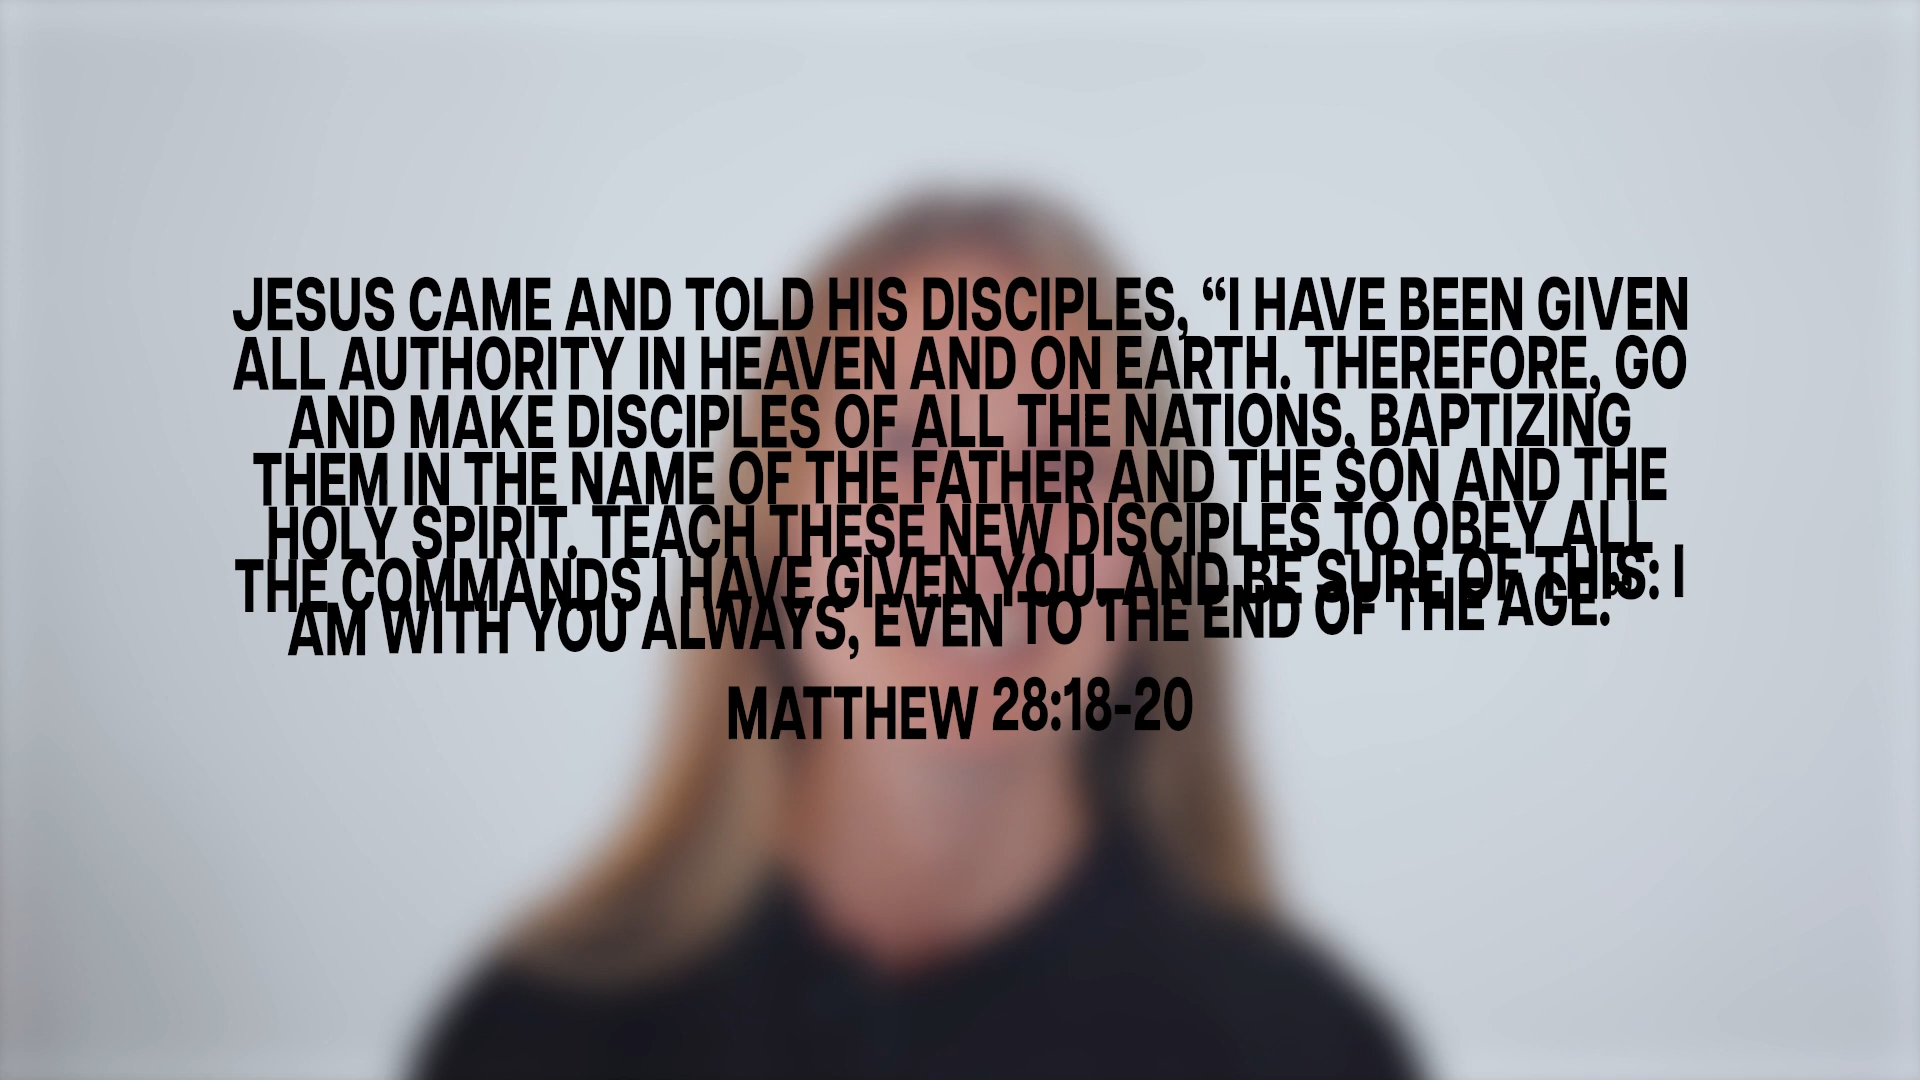 JESUS CAME AND TOLD HIS DISCIPLES, “I HAVE BEEN GIVEN
ALL AUTHORITY IN HEAVEN AND ON EARTH. THEREFORE, GO
AND MAKE DISCIPLES OF ALL THE NATIONS, BAPTIZING
THEM IN THE NAME OF THE FATHER AND THE SON AND THE
HOLY SPIRIT. TEACH THESE NEW DISCIPLES TO OBEY ALL
THE COMMANDS I HAVE GIVEN YOU. AND BE SURE OF THIS: I
AM WITH YOU ALWAYS, EVEN TO THE END OF THE AGE.”
MATTHEW 28:18-20